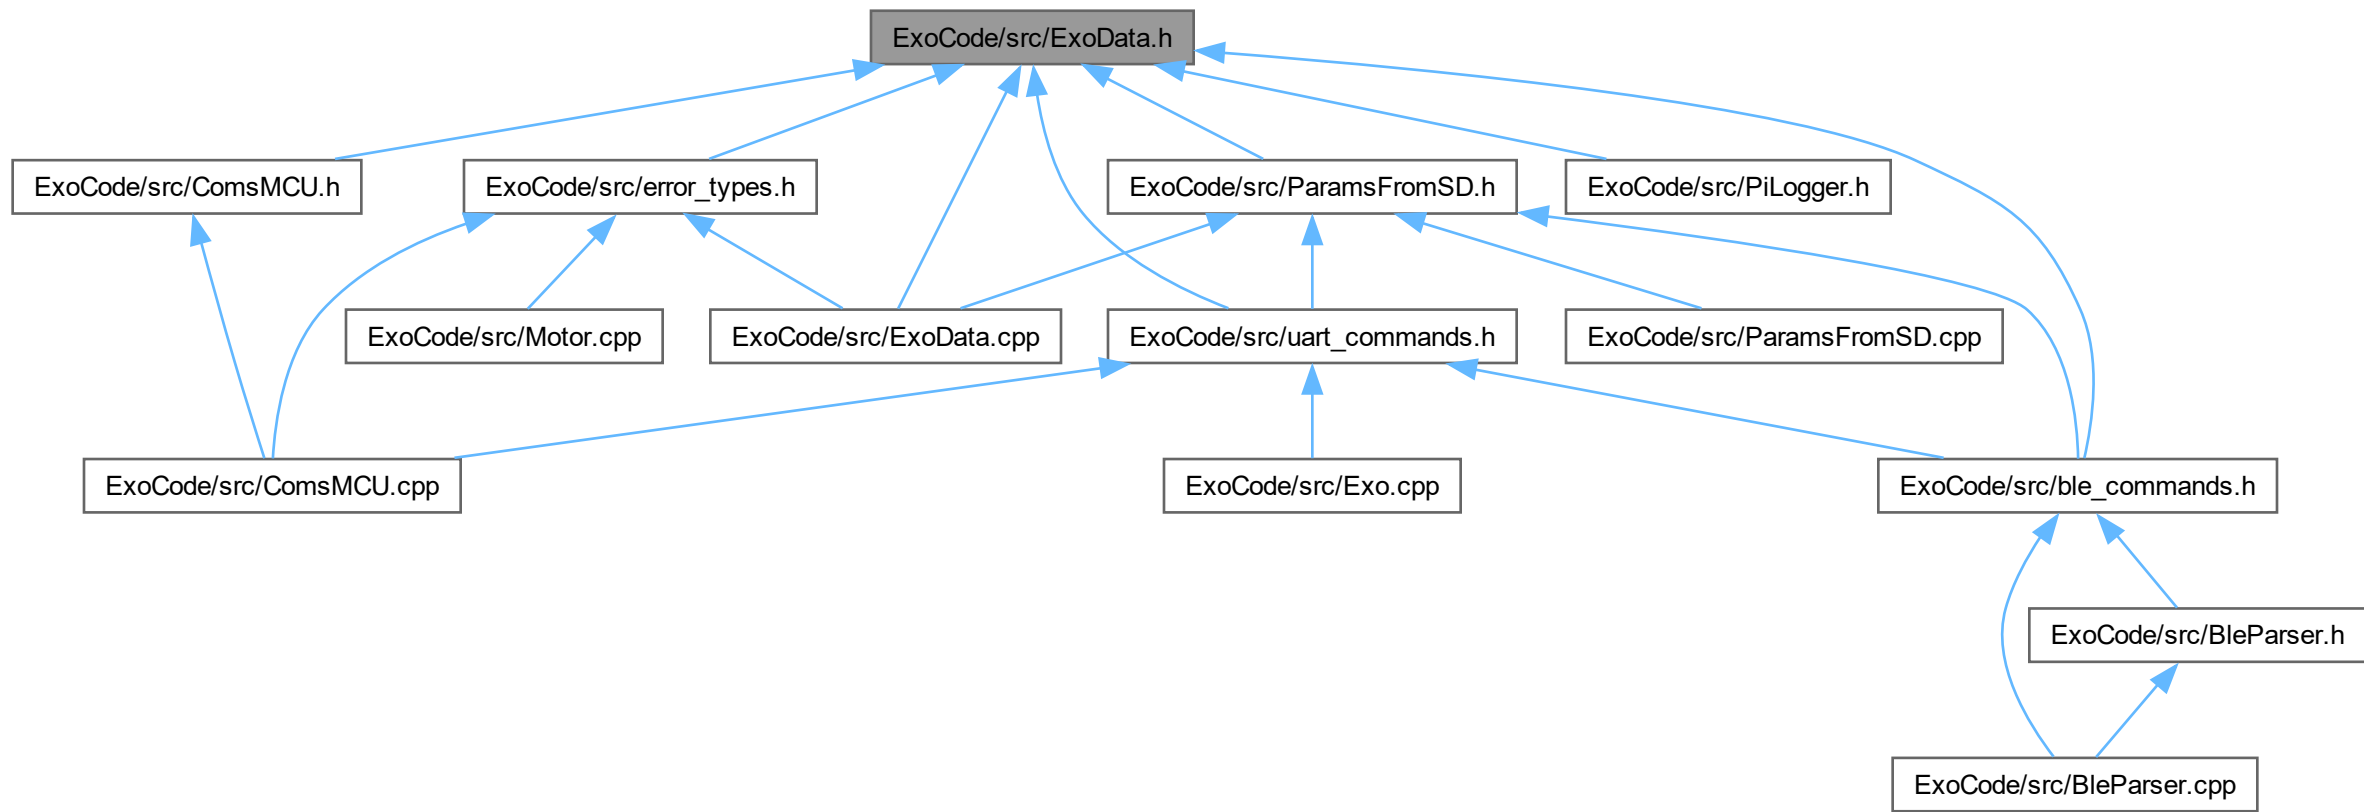 ExoCode/src/ExoData.h
ExoCode/src/ComsMCU.h
ExoCode/src/error_types.h
ExoCode/src/ParamsFromSD.h
ExoCode/src/PiLogger.h
ExoCode/src/Motor.cpp
ExoCode/src/ExoData.cpp
ExoCode/src/uart_commands.h
ExoCode/src/ParamsFromSD.cpp
ExoCode/src/ComsMCU.cpp
ExoCode/src/Exo.cpp
ExoCode/src/ble_commands.h
ExoCode/src/BleParser.h
ExoCode/src/BleParser.cpp